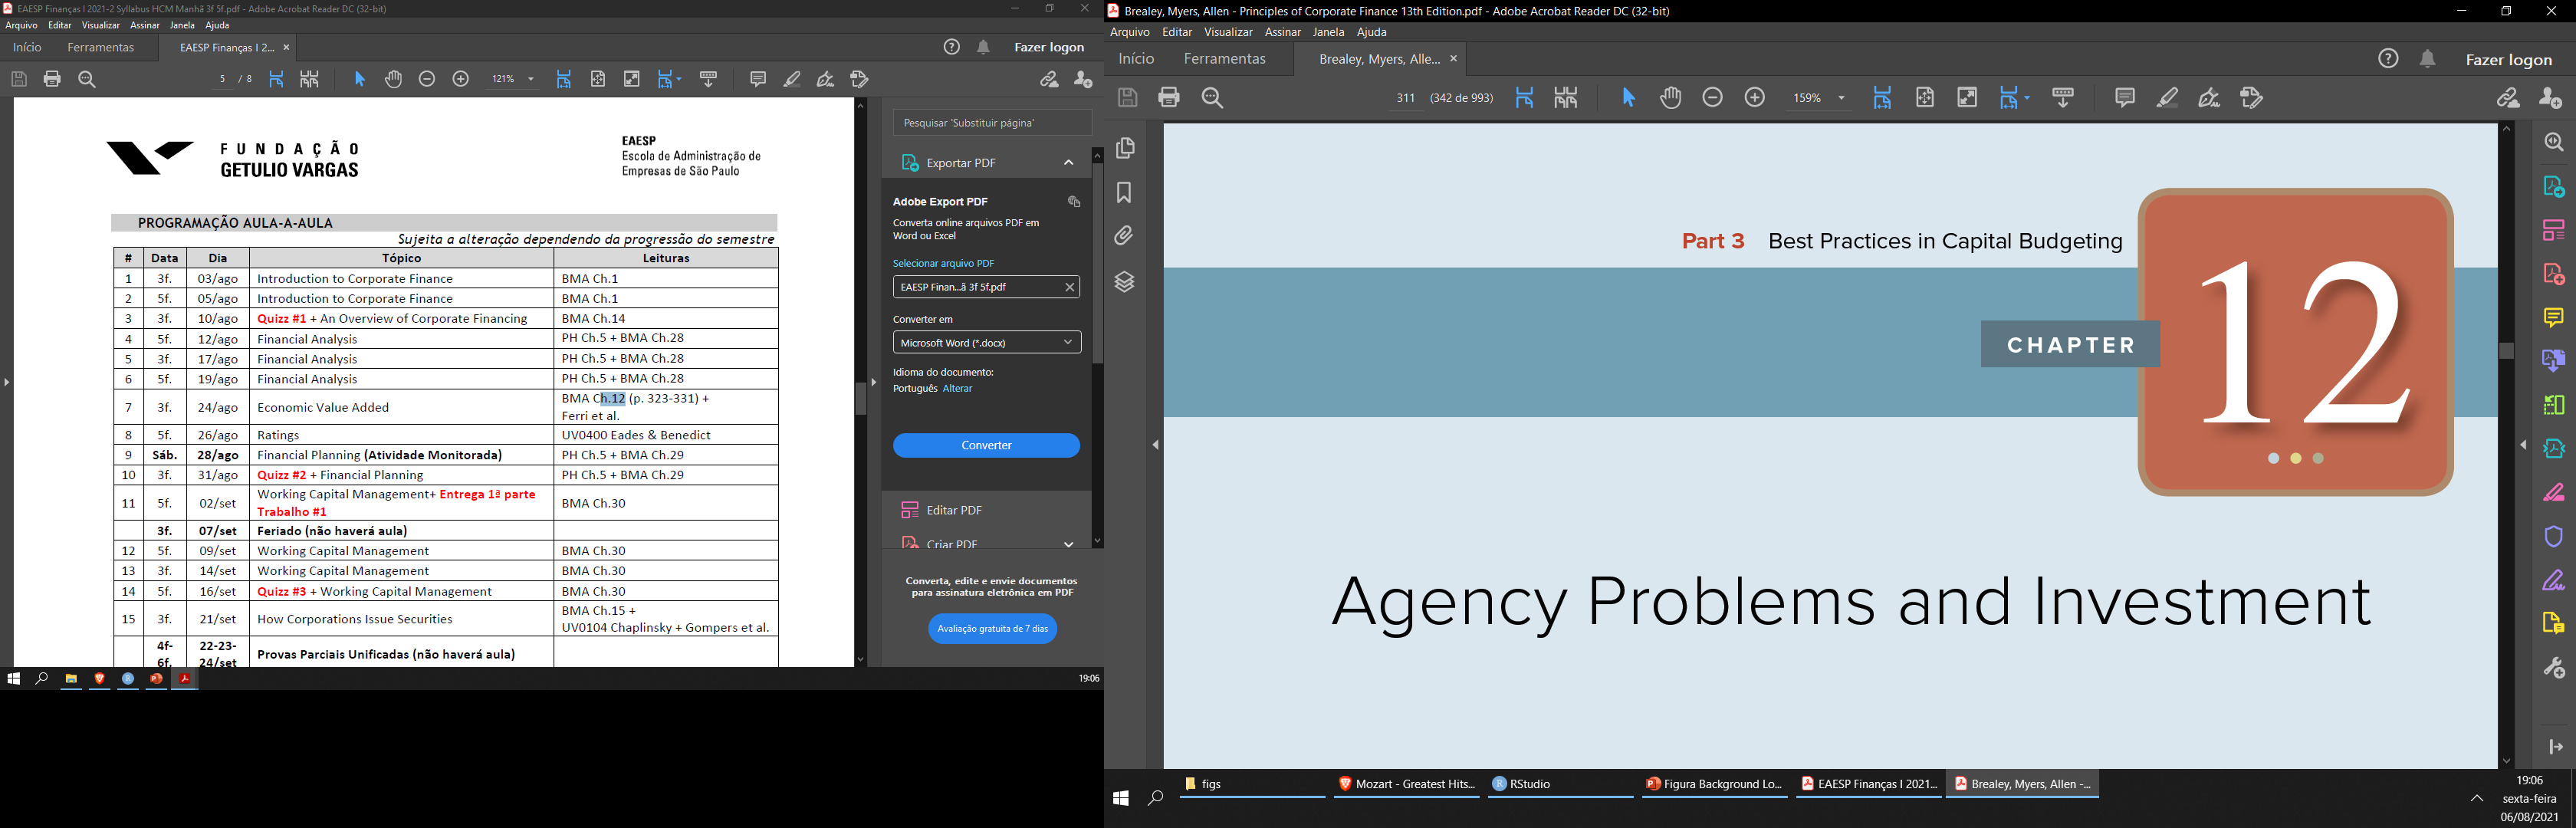 EAESP Finanças I 2021-2 Syllabus HCM Manhã 3f 5f.pdf - Adobe Acrobat Reader DC (32-bit)
Arquivo Editar Visualizar Assinar Janela Ajuda
Início Ferramentas EAESP Finanças I 2... × Fazer logon
5 / 8 121%
FUNDAÇÃO
GETULIO VARGAS
EAESP
Escola de Administração de
Empresas de São Paulo
PROGRAMAÇÃO AULA-A-AULA
Sujeita a alteração dependendo da progressão do semestre
# Data Dia Tópico Leituras
1 3f. 03/ago Introduction to Corporate Finance BMA Ch.1
2 5f. 05/ago Introduction to Corporate Finance BMA Ch.1
3 3f. 10/ago Quizz #1 + An Overview of Corporate Financing BMA Ch.14
4 5f. 12/ago Financial Analysis PH Ch.5 + BMA Ch.28
5 3f. 17/ago Financial Analysis PH Ch.5 + BMA Ch.28
6 5f. 19/ago Financial Analysis PH Ch.5 + BMA Ch.28
7 3f. 24/ago Economic Value Added BMA Ch.12 (p. 323-331) +
Ferri et al.
8 5f. 26/ago Ratings UV0400 Eades & Benedict
9 Sáb. 28/ago Financial Planning (Atividade Monitorada) PH Ch.5 + BMA Ch.29
10 3f. 31/ago Quizz #2 + Financial Planning PH Ch.5 + BMA Ch.29
11 5f. 02/set Working Capital Management+ Entrega 1ª parte
Trabalho #1 BMA Ch.30
3f. 07/set Feriado (não haverá aula)
12 5f. 09/set Working Capital Management BMA Ch.30
13 3f. 14/set Working Capital Management BMA Ch.30
14 5f. 16/set Quizz #3 + Working Capital Management BMA Ch.30
15 3f. 21/set How Corporations Issue Securities BMA Ch.15 +
UV0104 Chaplinsky + Gompers et al.
4f- 22-23-
6f. 24/set Provas Parciais Unificadas (não haverá aula)
Pesquisar 'Substituir página'
Exportar PDF
Adobe Export PDF
Converta online arquivos PDF em
Word ou Excel
Selecionar arquivo PDF
EAESP Finan...ã 3f 5f.pdf
Converter em
Microsoft Word (*.docx)
Idioma do documento:
Português Alterar
Converter
Editar PDF
Criar PDF
Converta, edite e envie documentos
para assinatura eletrônica em PDF
Avaliação gratuita de 7 dias
19:06
Brealey, Myers, Allen - Principles of Corporate Finance 13th Edition.pdf - Adobe Acrobat Reader DC (32-bit)
Arquivo Editar Visualizar Assinar Janela Ajuda
Início Ferramentas Brealey, Myers, Alle... × Fazer logon
311 (342 de 993) 159%
Part 3 Best Practices in Capital Budgeting
CHAPTER
12
Agency Problems and Investment
figs Mozart - Greatest Hits... RStudio Figura Background Lo... EAESP Finanças I 2021... Brealey, Myers, Allen -...
19:06
sexta-feira
06/08/2021